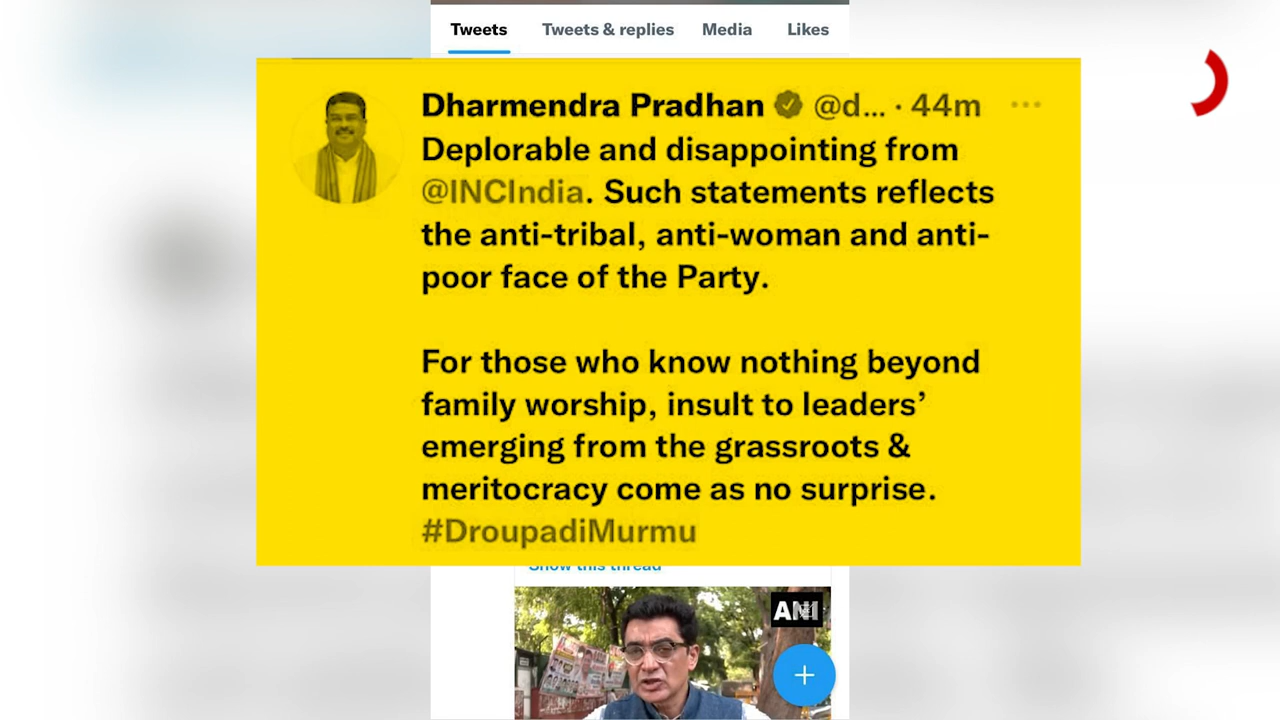 Tweets Tweets & replies Media Likes
Dharmendra Pradhan @d... · 44m
Deplorable and disappointing from
@INCIndia. Such statements reflects
the anti-tribal, anti-woman and anti-
poor face of the Party.
For those who know nothing beyond
family worship, insult to leaders’
emerging from the grassroots &
meritocracy come as no surprise.
#DroupadiMurmu
Show this thread
ANI